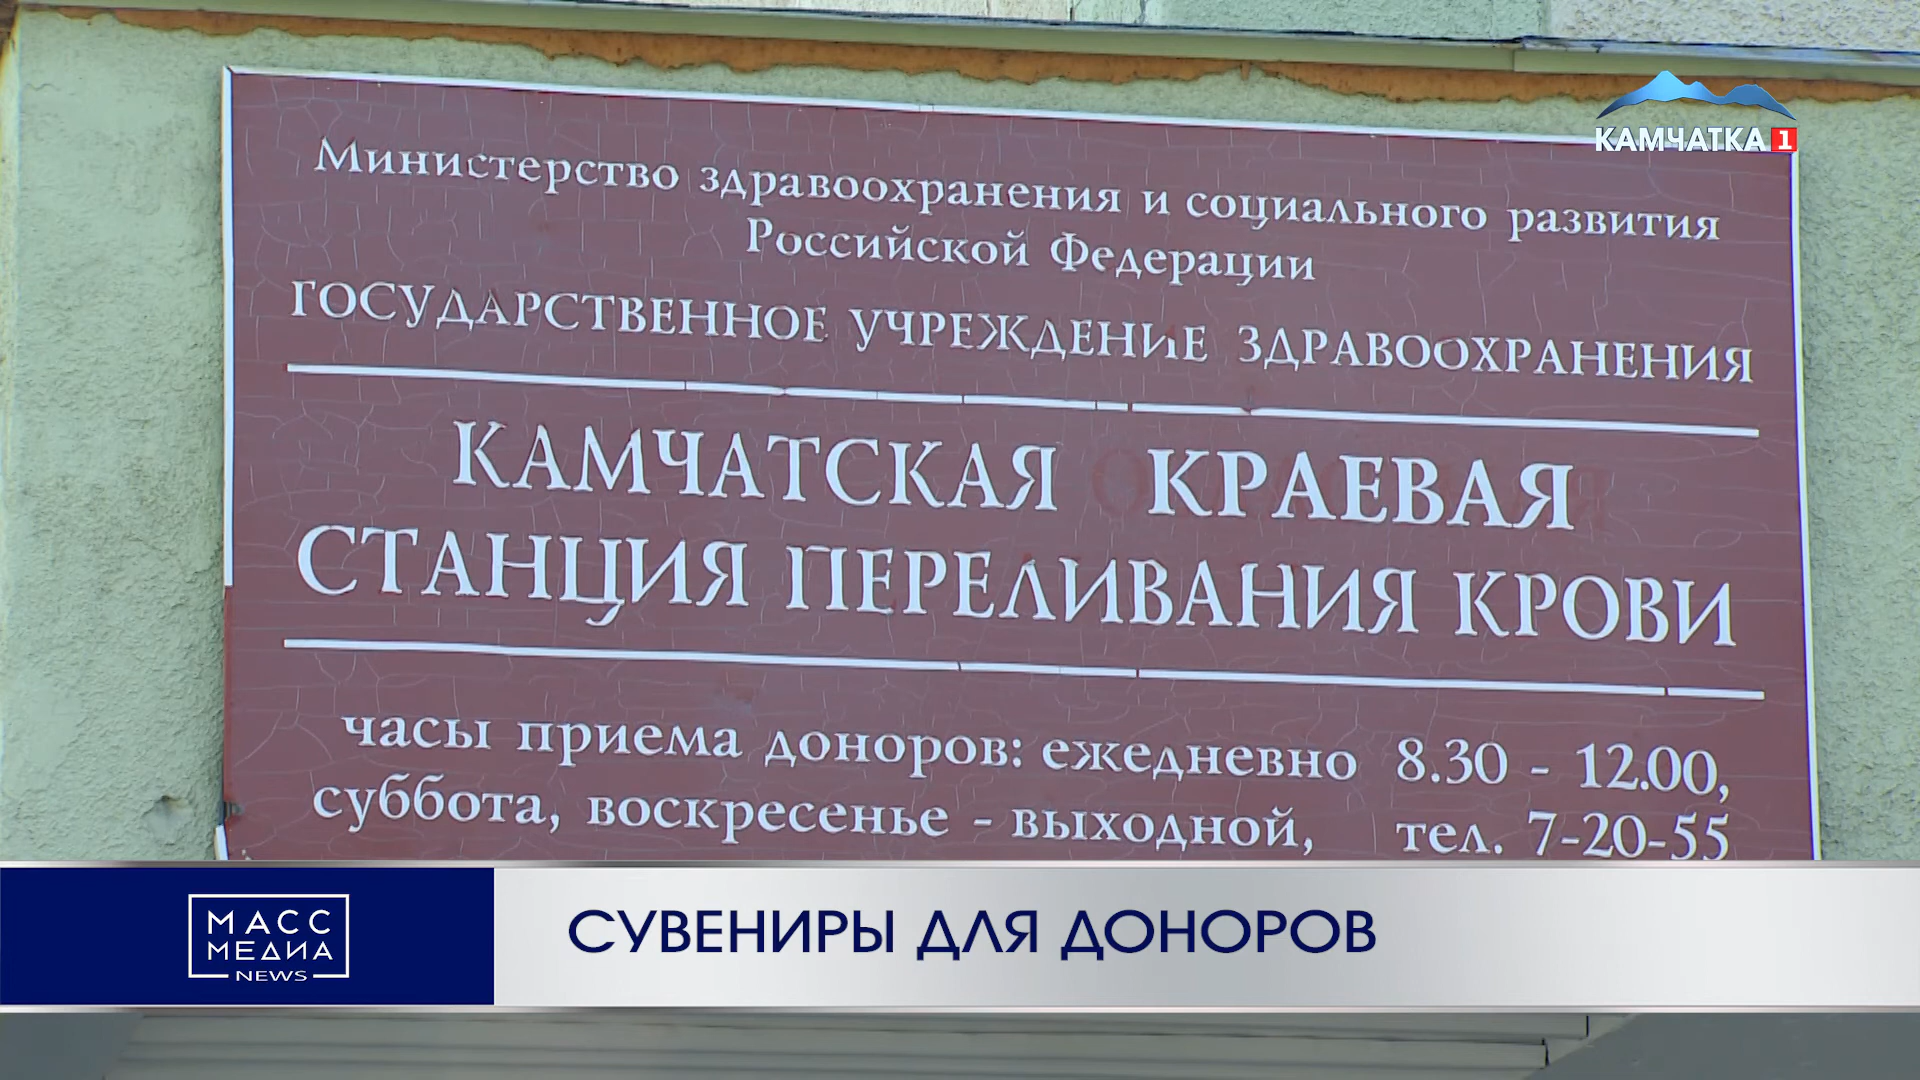 КАМЧАТКА 1
Министерство здравоохранения и социального развития
Российской Федерации
ГОСУДАРСТВЕННОЕ УЧРЕЖДЕНИЕ ЗДРАВООХРАНЕНИЯ
КАМЧАТСКАЯ КРАЕВАЯ
СТАНЦИЯ ПЕРЕЛИВАНИЯ КРОВИ
часы приема доноров: ежедневно 8.30 - 12.00,
суббота, воскресенье - выходной, тел. 7-20-55
МАСС
МЕДИА
NEWS
СУВЕНИРЫ ДЛЯ ДОНОРОВ